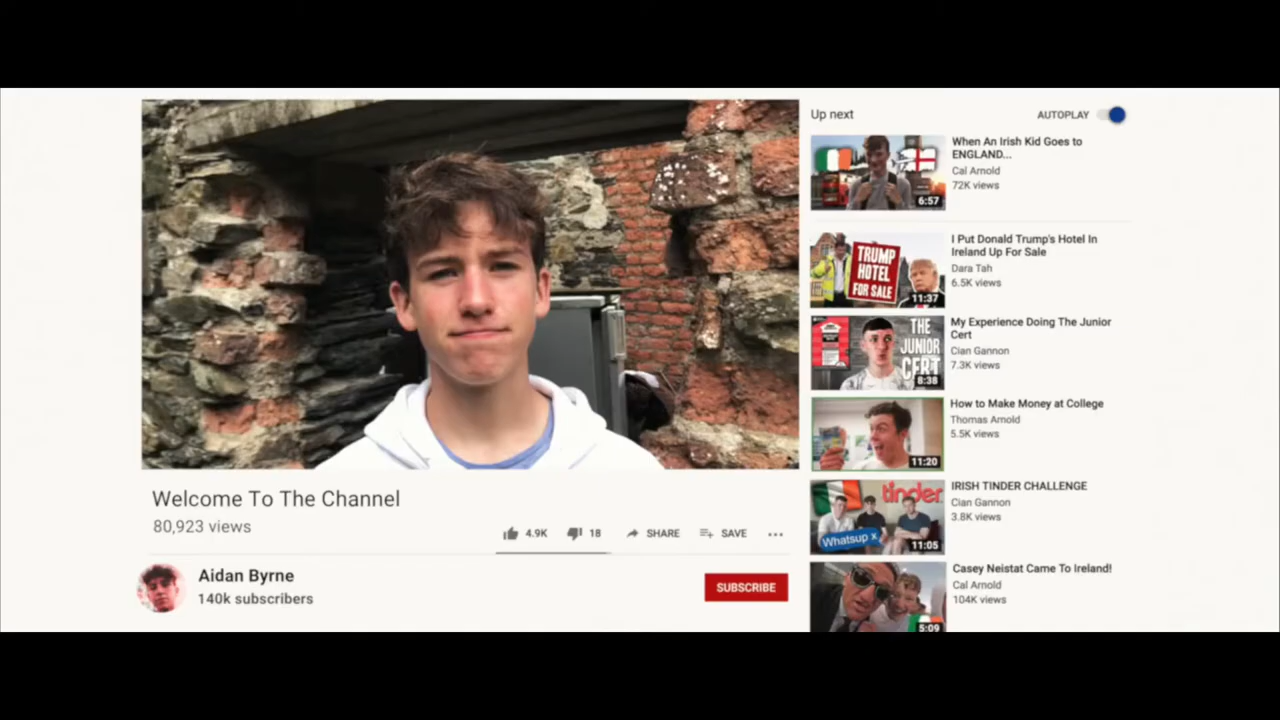 Up next
AUTOPLAY
When An Irish Kid Goes to
ENGLAND...
Cal Arnold
72K views
6:57
I Put Donald Trump's Hotel In
Ireland Up For Sale
Dara Tah
6.5K views
TRUMP
HOTEL
FOR SALE
11:37
My Experience Doing The Junior
Cert
Cian Gannon
7.3K views
THE
JUNIOR
CERT
8:38
How to Make Money at College
Thomas Arnold
5.5K views
11:20
IRISH TINDER CHALLENGE
Cian Gannon
3.8K views
tinder
Whatsup x
11:05
Casey Neistat Came To Ireland!
Cal Arnold
104K views
5:09
Welcome To The Channel
80,923 views
4.9K 18 SHARE SAVE
Aidan Byrne
140k subscribers
SUBSCRIBE